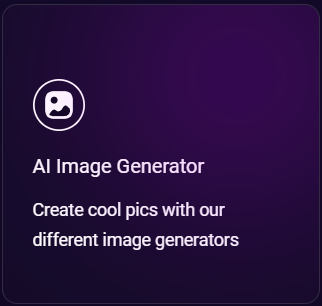 AI Image Generator
Create cool pics with our
different image generators